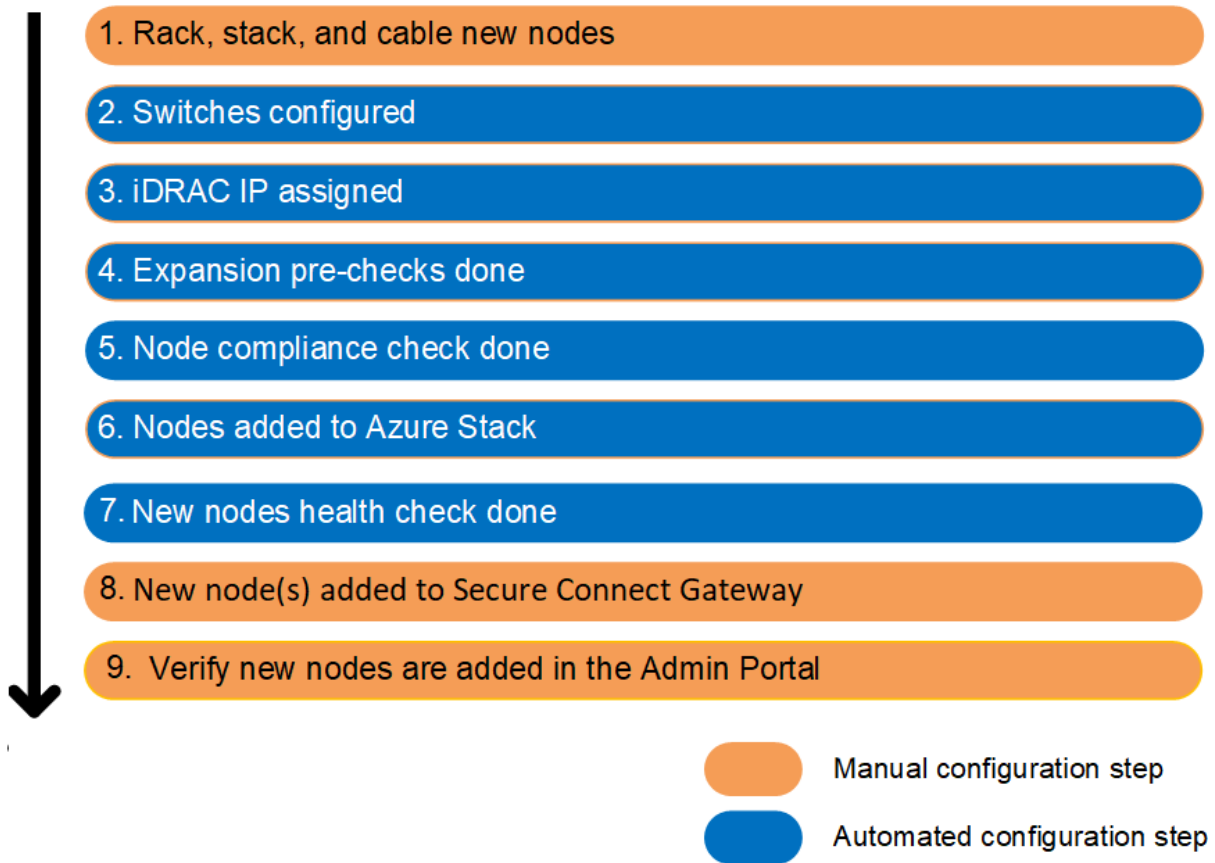 1. Rack, stack, and cable new nodes
2. Switches configured
3. iDRAC IP assigned
4. Expansion pre-checks done
5. Node compliance check done
6. Nodes added to Azure Stack
7. New nodes health check done
8. New node(s) added to Secure Connect Gateway
9. Verify new nodes are added in the Admin Portal
Manual configuration step
Automated configuration step